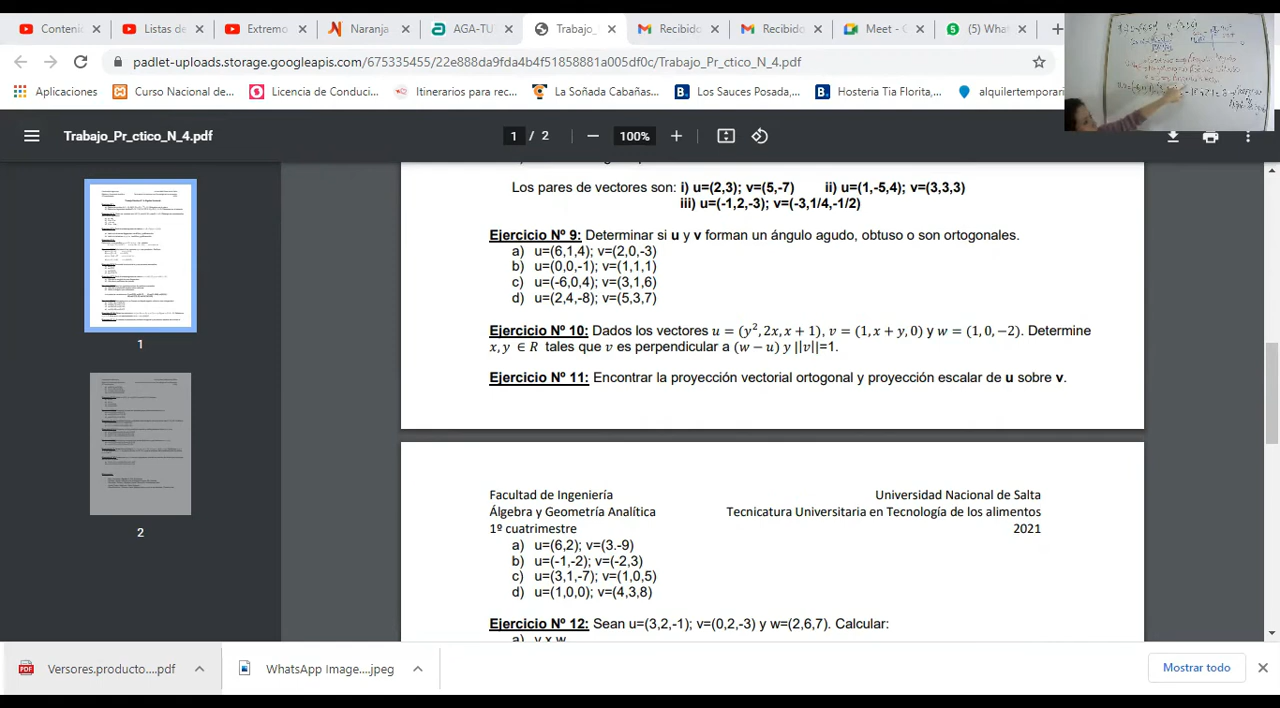 Conteni
Listas de
Extremo
Naranja
AGA-TU
Trabajo_
Recibido
Recibido
Meet -
(5) What
padlet-uploads.storage.googleapis.com/675335455/22e888da9fda4b4f51858881a005df0c/Trabajo_Pr_ctico_N_4.pdf
Aplicaciones
Curso Nacional de...
Licencia de Conduci...
Itinerarios para rec...
La Soñada Cabañas...
Los Sauces Posada,...
Hosteria Tia Florita,...
alquilertemporari
Trabajo_Pr_ctico_N_4.pdf
1 / 2
100%
Los pares de vectores son: i) u=(2,3); v=(5,-7) ii) u=(1,-5,4); v=(3,3,3)
iii) u=(-1,2,-3); v=(-3,1/4,-1/2)
Ejercicio Nº 9: Determinar si u y v forman un ángulo agudo, obtuso o son ortogonales.
a) u=(6,1,4); v=(2,0,-3)
b) u=(0,0,-1); v=(1,1,1)
c) u=(-6,0,4); v=(3,1,6)
d) u=(2,4,-8); v=(5,3,7)
Ejercicio Nº 10: Dados los vectores u = (y², 2x, x + 1), v = (1, x + y, 0) y w = (1, 0, −2). Determine
x, y ∈ R tales que v es perpendicular a (w − u) y ||v||=1.
Ejercicio Nº 11: Encontrar la proyección vectorial ortogonal y proyección escalar de u sobre v.
1
2
Facultad de Ingeniería Universidad Nacional de Salta
Álgebra y Geometría Analítica Tecnicatura Universitaria en Tecnología de los alimentos
1º cuatrimestre 2021
a) u=(6,2); v=(3.-9)
b) u=(-1,-2); v=(-2,3)
c) u=(3,1,-7); v=(1,0,5)
d) u=(1,0,0); v=(4,3,8)
Ejercicio Nº 12: Sean u=(3,2,-1); v=(0,2,-3) y w=(2,6,7). Calcular:
a) v x w
Versores.producto....pdf
WhatsApp Image....jpeg
Mostrar todo